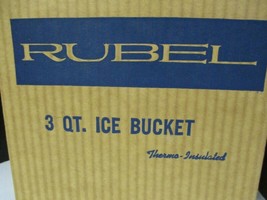 RUBEL
3 QT. ICE BUCKET
Thermo-Insulated